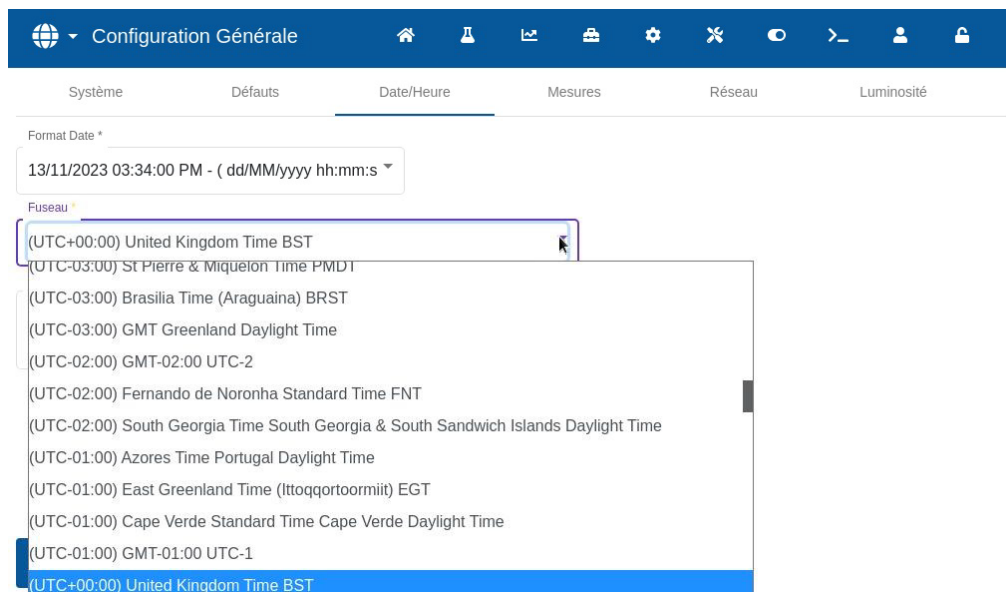 Configuration Générale
Système Défauts Date/Heure Mesures Réseau Luminosité
Format Date *
13/11/2023 03:34:00 PM - ( dd/MM/yyyy hh:mm:s
Fuseau *
(UTC+00:00) United Kingdom Time BST
(UTC-03:00) St Pierre & Miquelon Time PMDT
(UTC-03:00) Brasilia Time (Araguaina) BRST
(UTC-03:00) GMT Greenland Daylight Time
(UTC-02:00) GMT-02:00 UTC-2
(UTC-02:00) Fernando de Noronha Standard Time FNT
(UTC-02:00) South Georgia Time South Georgia & South Sandwich Islands Daylight Time
(UTC-01:00) Azores Time Portugal Daylight Time
(UTC-01:00) East Greenland Time (Ittoqqortoormiit) EGT
(UTC-01:00) Cape Verde Standard Time Cape Verde Daylight Time
(UTC-01:00) GMT-01:00 UTC-1
(UTC+00:00) United Kingdom Time BST